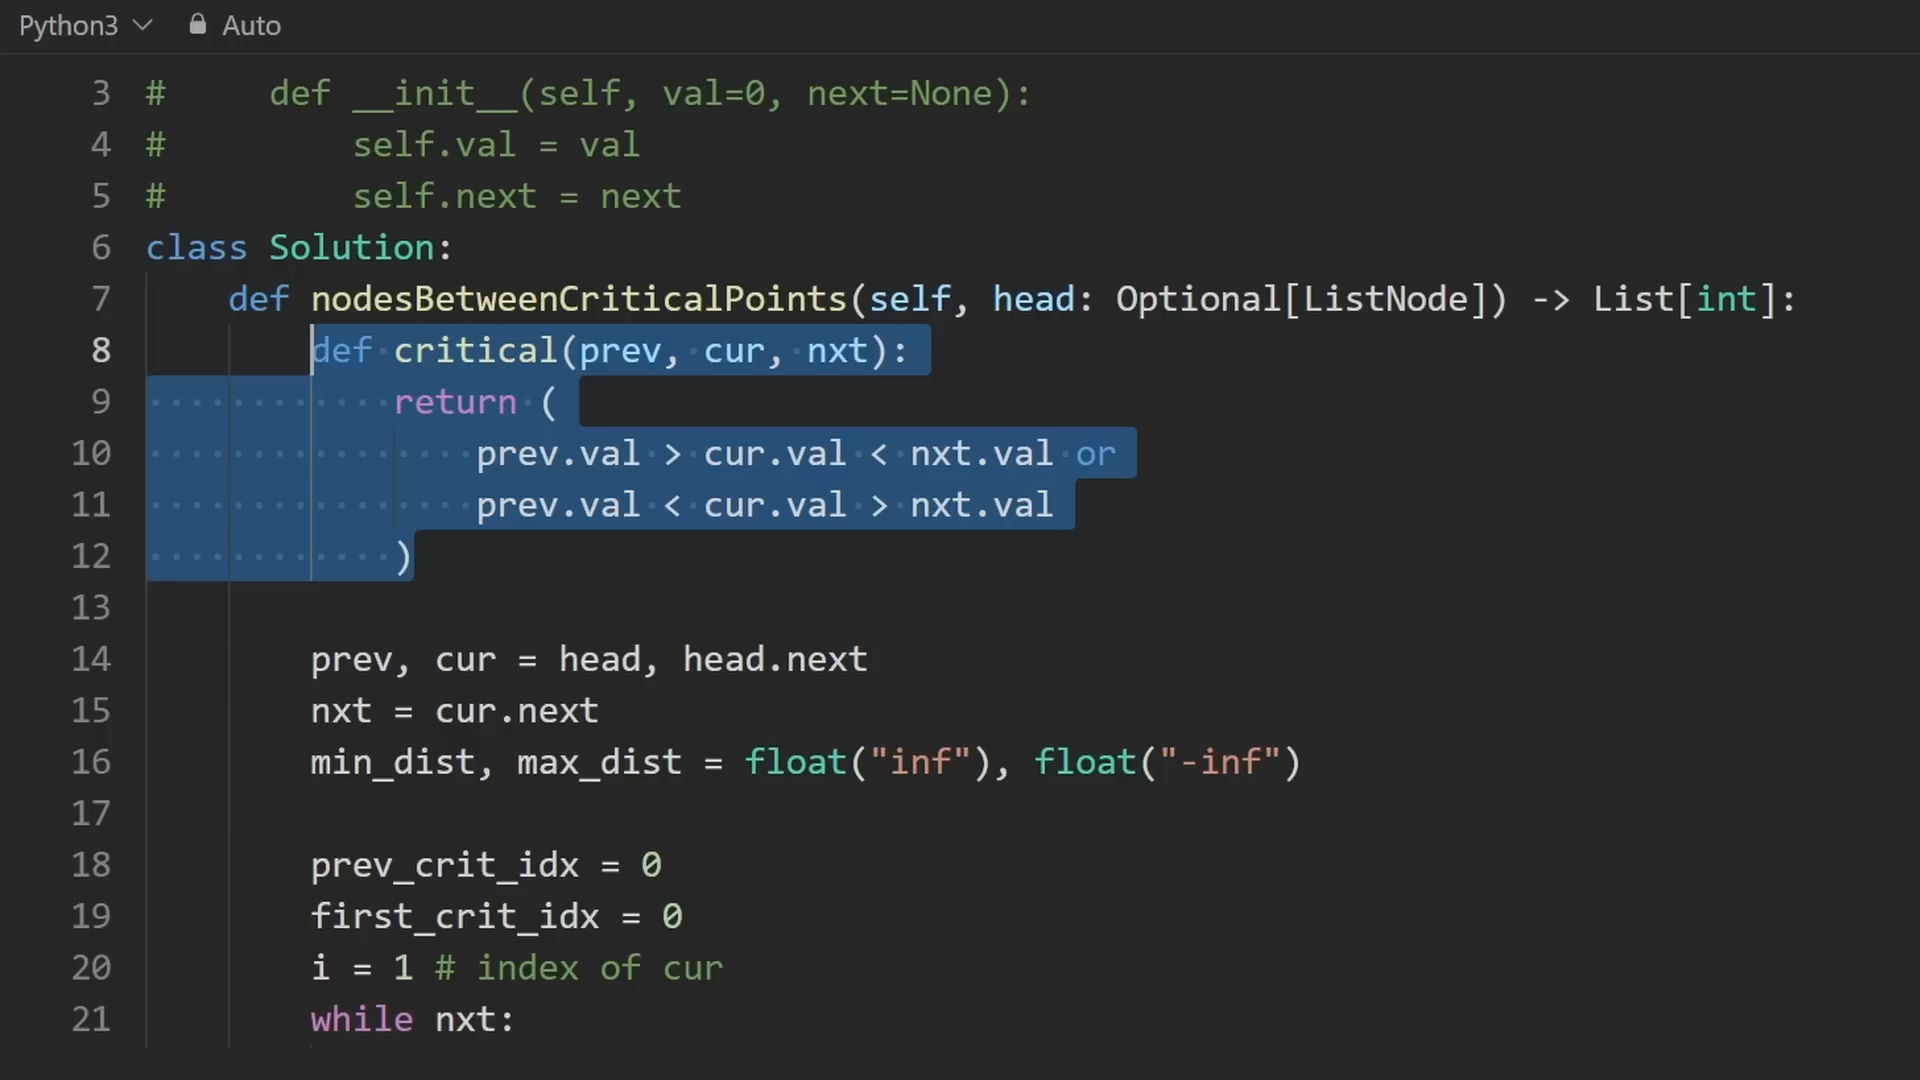 Python3 Auto
3 #     def __init__(self, val=0, next=None):
4 #         self.val = val
5 #         self.next = next
6 class Solution:
7     def nodesBetweenCriticalPoints(self, head: Optional[ListNode]) -> List[int]:
8         def critical(prev, cur, nxt):
9             return (
10                 prev.val > cur.val < nxt.val or
11                 prev.val < cur.val > nxt.val
12             )
13
14         prev, cur = head, head.next
15         nxt = cur.next
16         min_dist, max_dist = float("inf"), float("-inf")
17
18         prev_crit_idx = 0
19         first_crit_idx = 0
20         i = 1 # index of cur
21         while nxt: